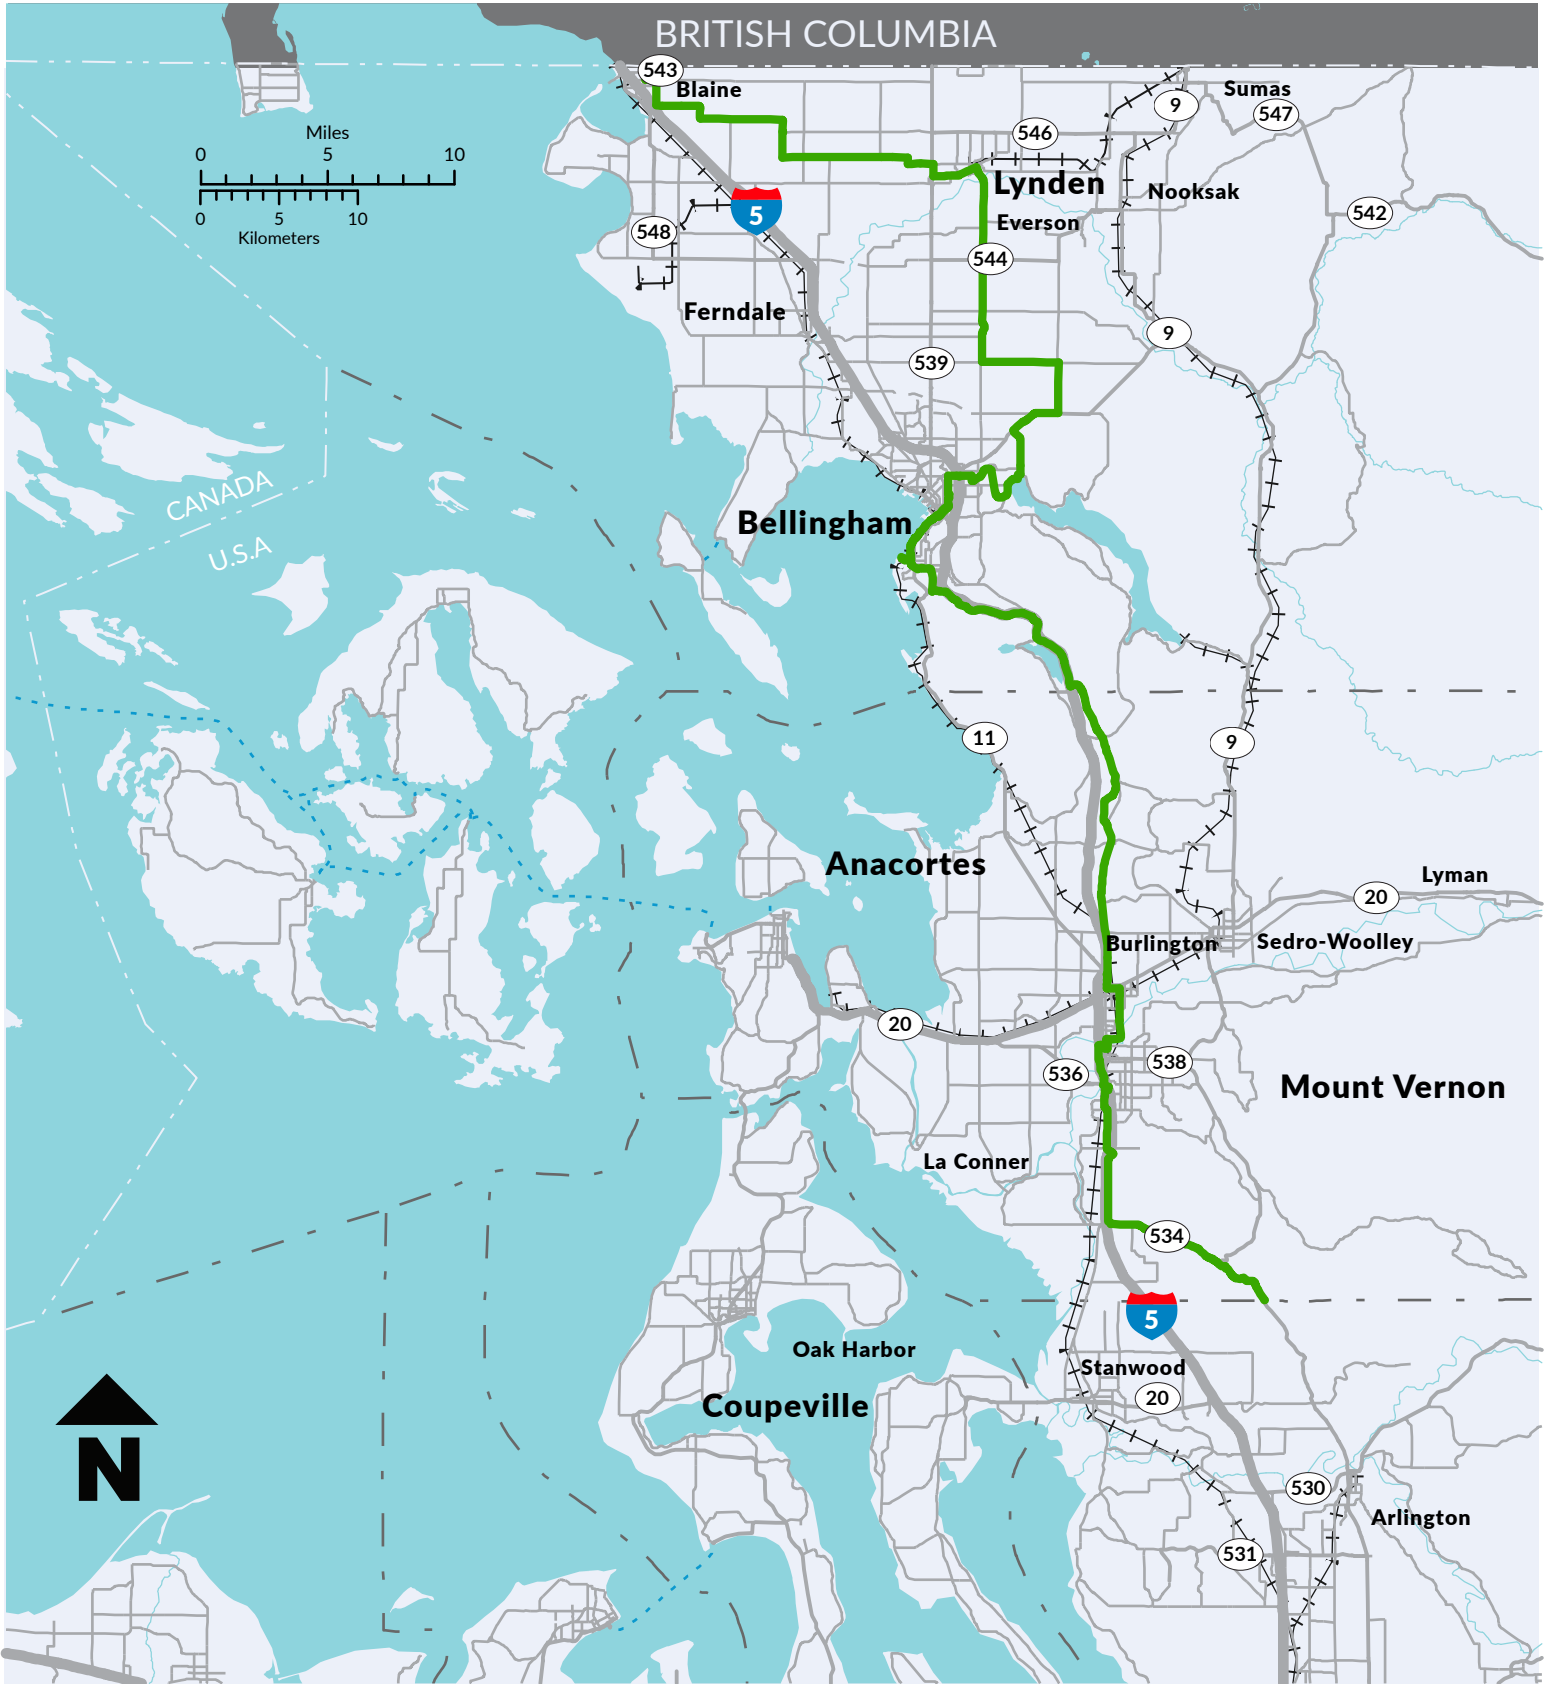 BRITISH COLUMBIA
543
Blaine
Sumas
9
547
Miles
546
0 5 10
Lynden
Nooksak
0 5 10
Kilometers
5
542
Everson
548
544
Ferndale
9
539
CANADA
Bellingham
U.S.A
11
9
Anacortes
Lyman
20
Burlington
Sedro-Woolley
20
538
536
Mount Vernon
La Conner
534
5
Oak Harbor
Stanwood
20
Coupeville
N
530
Arlington
531